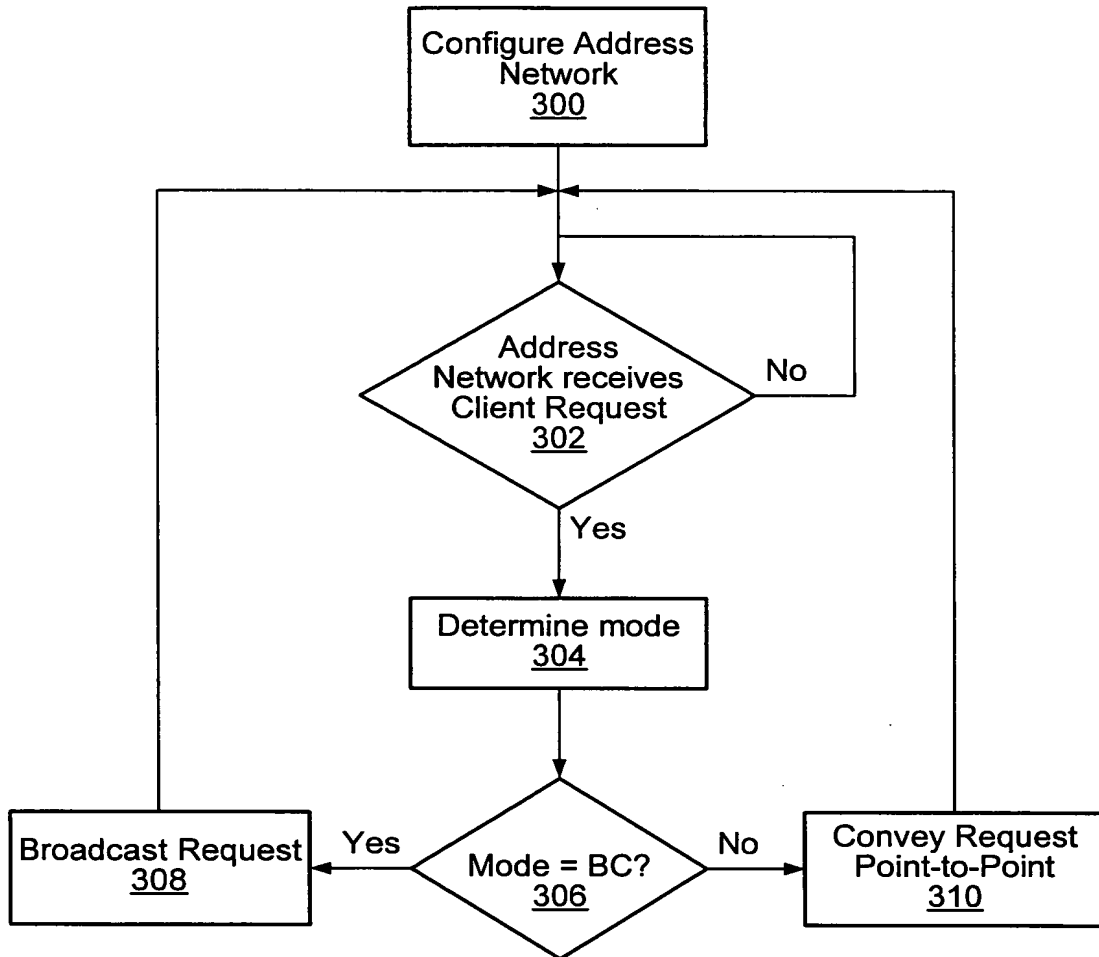 Configure Address
Network
300
Address
Network receives
Client Request
302
No
Yes
Determine mode
304
Broadcast Request
308
Yes
Mode = BC?
306
No
Convey Request
Point-to-Point
310